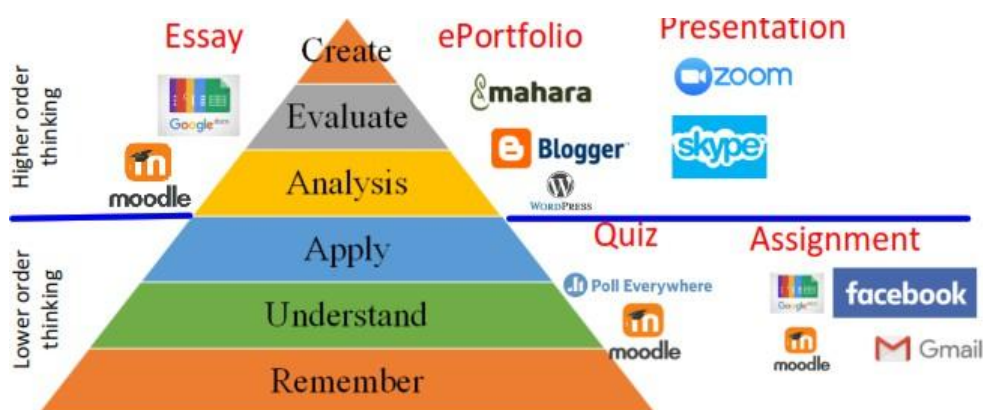 Essay
Create
ePortfolio
Presentation
Higher order
thinking
Google docs
moodle
Evaluate
Analysis
mahara
Blogger
WORDPRESS
zoom
skype
Lower order
thinking
Apply
Understand
Remember
Quiz
Poll Everywhere
moodle
Assignment
facebook
moodle
Gmail